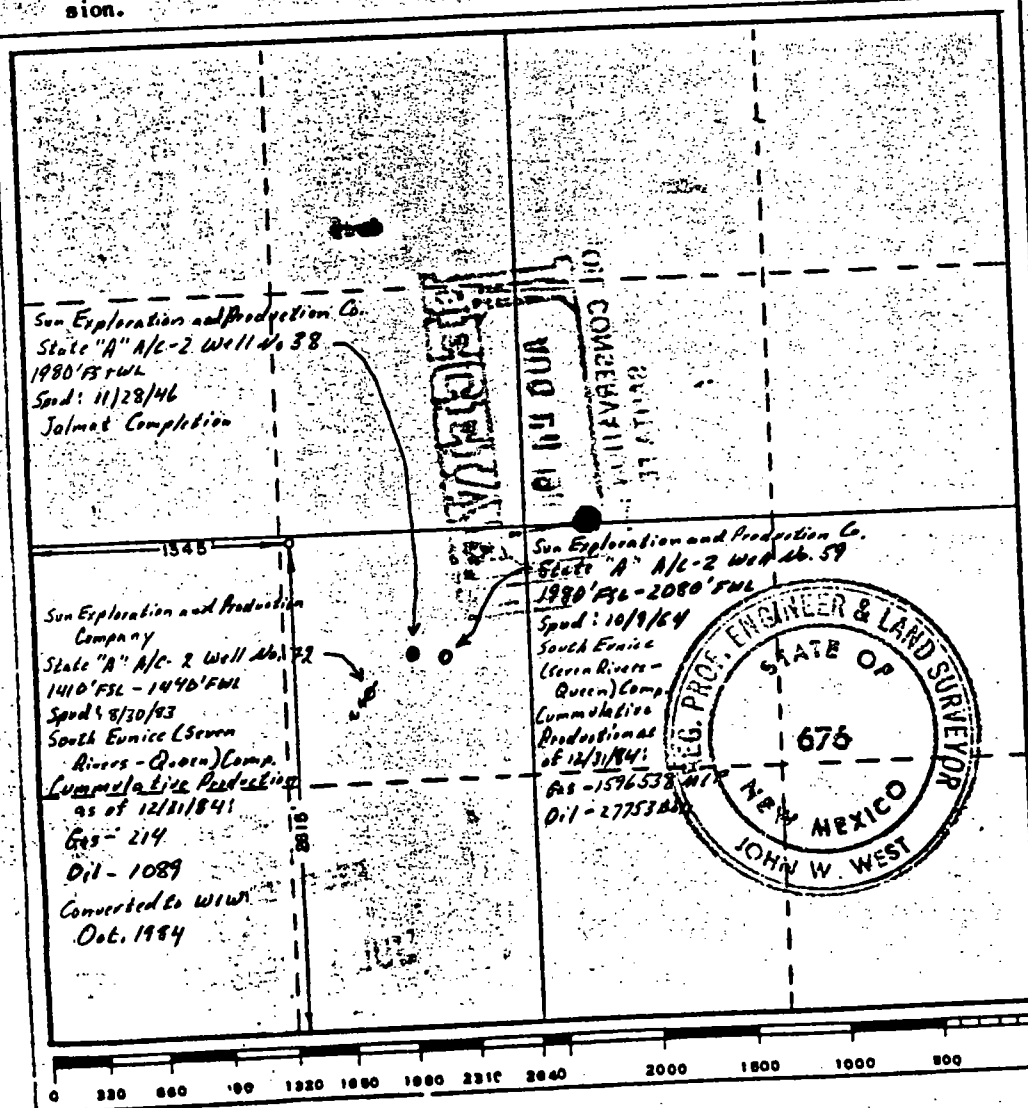 sion.
Sun Exploration and Production Co.
State "A" A/C-2 Well No. 38
1980' FS+WL
Spud: 11/28/46
Jalmat Completion
OIL CONSERVATION
1345'
Sun Exploration and Production
Company
State "A" A/C-2 Well No. 72
1410' FSL - 1440' FWL
Spud: 8/30/83
South Eunice (Seven
Rivers - Queen) Comp.
Cummulative Production
as of 12/31/84:
Gas - 214
Oil - 1089
Converted to WIW
Oct. 1984
Sun Exploration and Production Co.
State "A" A/C-2 Well No. 59
1980' FSL - 2080' FWL
Spud: 10/9/64
South Eunice
(Seven Rivers -
Queen) Comp.
Cummulative
Production as
of 12/31/84:
Gas - 1596538 MCF
Oil - 27753
REG. PROF. ENGINEER & LAND SURVEYOR
STATE OF
676
NEW MEXICO
JOHN W. WEST
0 330 660 1320 1980 2310 2640 2000 1500 1000